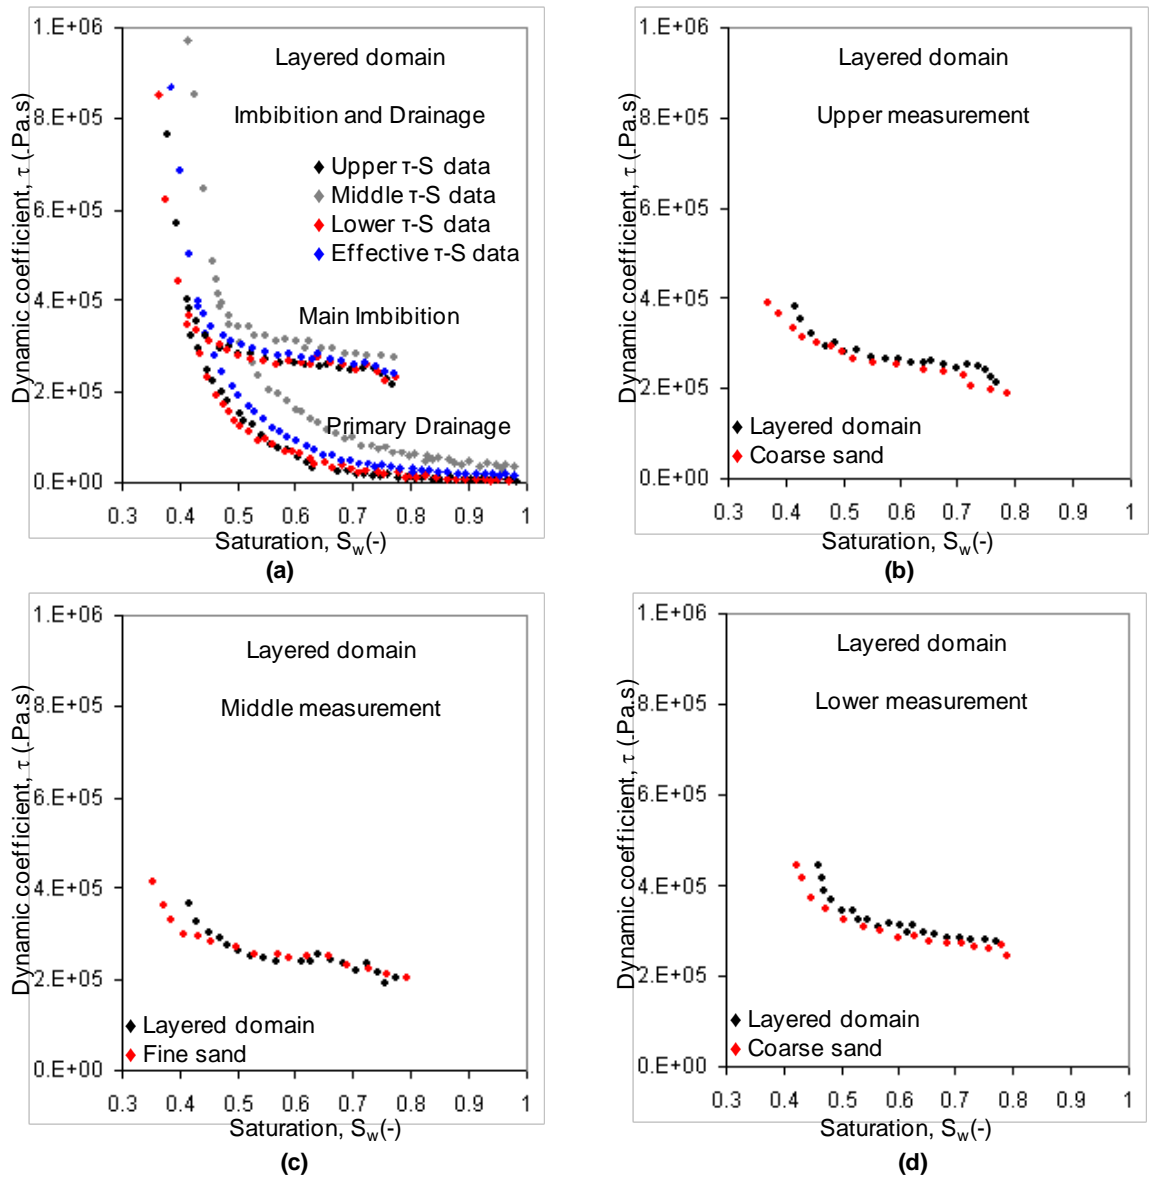 Layered domain
Imbibition and Drainage
Upper τ-S data
Middle τ-S data
Lower τ-S data
Effective τ-S data
Main Imbibition
Primary Drainage
Dynamic coefficient, τ (.Pa.s)
1.E+06
8.E+05
6.E+05
4.E+05
2.E+05
0.E+00
0.3 0.4 0.5 0.6 0.7 0.8 0.9 1
Saturation, Sw(-)
(a)
Layered domain
Upper measurement
Layered domain
Coarse sand
Dynamic coefficient, τ (.Pa.s)
1.E+06
8.E+05
6.E+05
4.E+05
2.E+05
0.E+00
0.3 0.4 0.5 0.6 0.7 0.8 0.9 1
Saturation, Sw(-)
(b)
Layered domain
Middle measurement
Layered domain
Fine sand
Dynamic coefficient, τ (.Pa.s)
1.E+06
8.E+05
6.E+05
4.E+05
2.E+05
0.E+00
0.3 0.4 0.5 0.6 0.7 0.8 0.9 1
Saturation, Sw(-)
(c)
Layered domain
Lower measurement
Layered domain
Coarse sand
Dynamic coefficient, τ (.Pa.s)
1.E+06
8.E+05
6.E+05
4.E+05
2.E+05
0.E+00
0.3 0.4 0.5 0.6 0.7 0.8 0.9 1
Saturation, Sw(-)
(d)